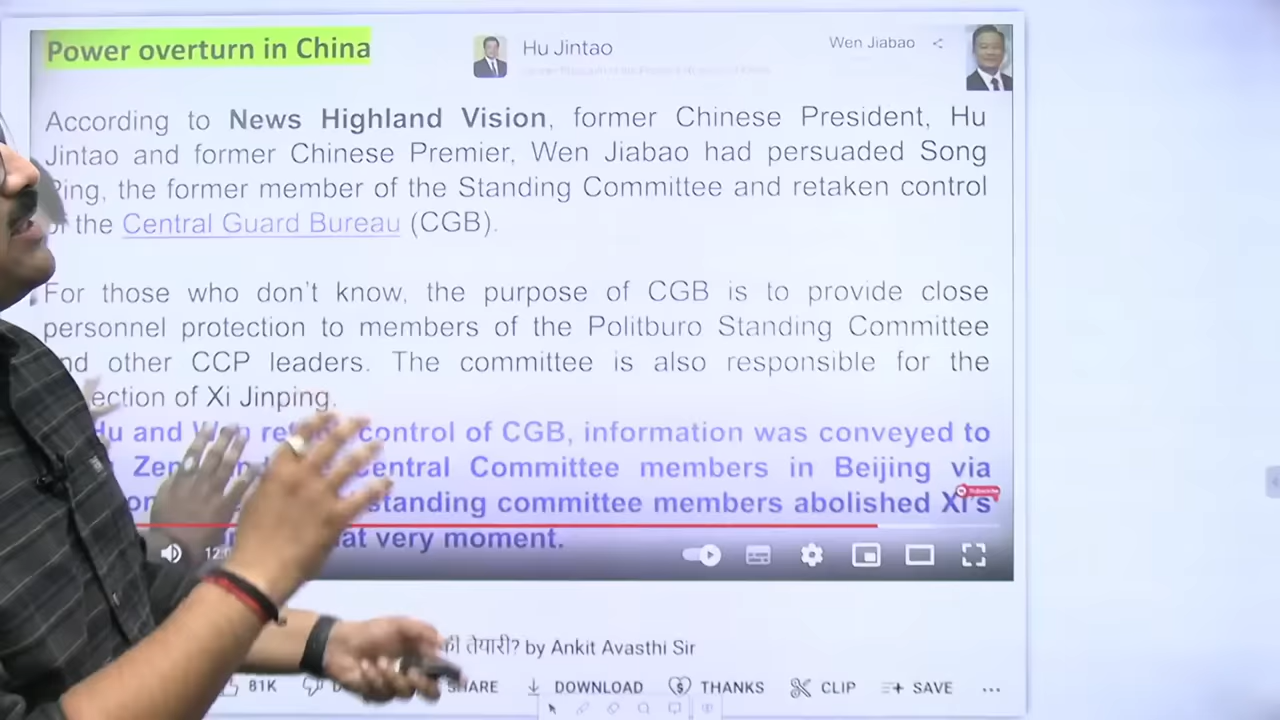 Power overturn in China
Hu Jintao
Wen Jiabao
According to News Highland Vision, former Chinese President, Hu
Jintao and former Chinese Premier, Wen Jiabao had persuaded Song
Ping, the former member of the Standing Committee and retaken control
the Central Guard Bureau (CGB).
For those who don't know, the purpose of CGB is to provide close
personnel protection to members of the Politburo Standing Committee
other CCP leaders. The committee is also responsible for the
of Xi Jinping.
Hu and control of CGB, information was conveyed to
Central Committee members in Beijing via
standing committee members abolished Xi's
very moment.
Subscribe
की तैयारी? by Ankit Avasthi Sir
81K
SHARE
DOWNLOAD
THANKS
CLIP
SAVE